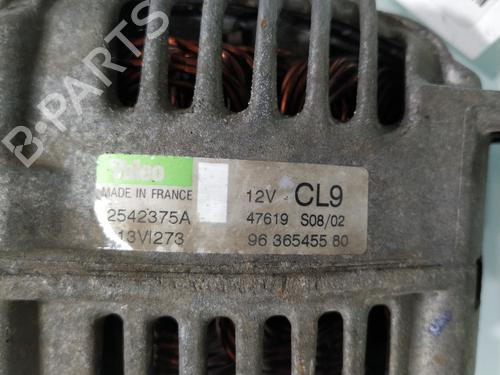 Valeo
MADE IN FRANCE
12V - CL9
2542375A
47619 S08/02
13VI273
96 365455 80
B-PARTS